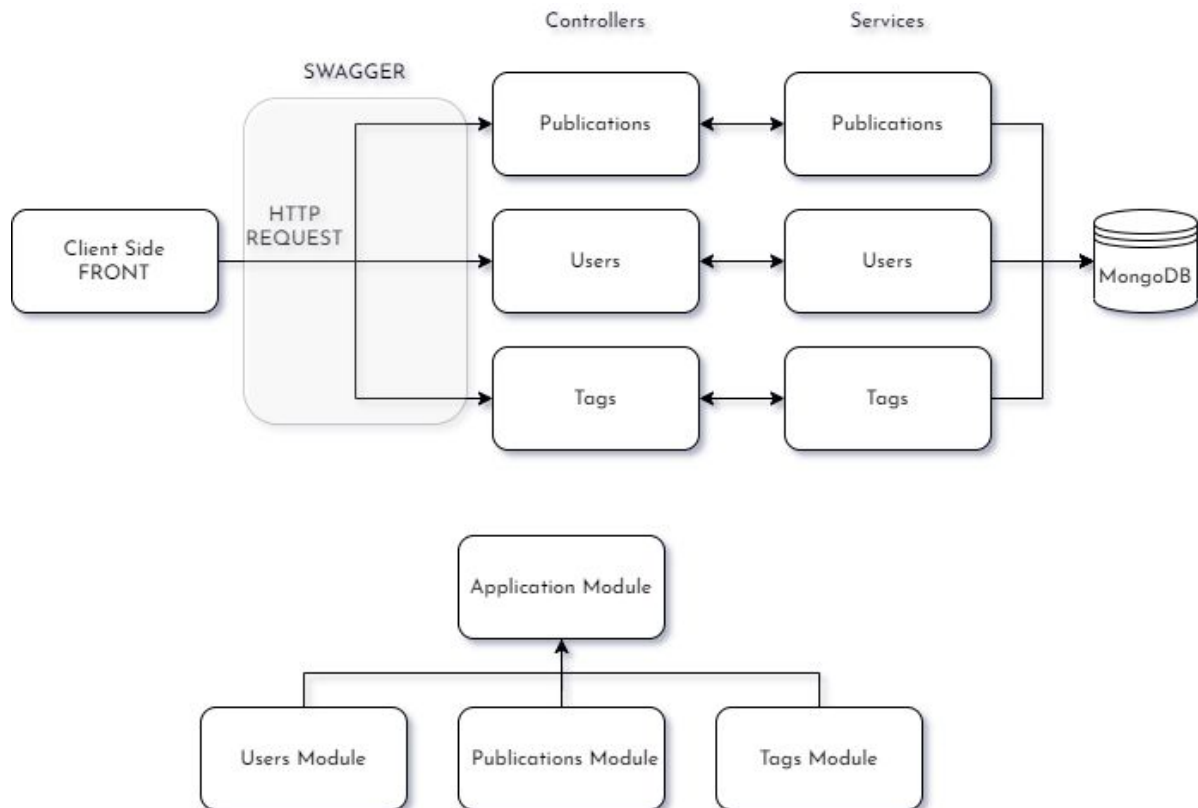 Controllers
Services
SWAGGER
Publications
Publications
Client Side
FRONT
HTTP
REQUEST
Users
Users
MongoDB
Tags
Tags
Application Module
Users Module
Publications Module
Tags Module